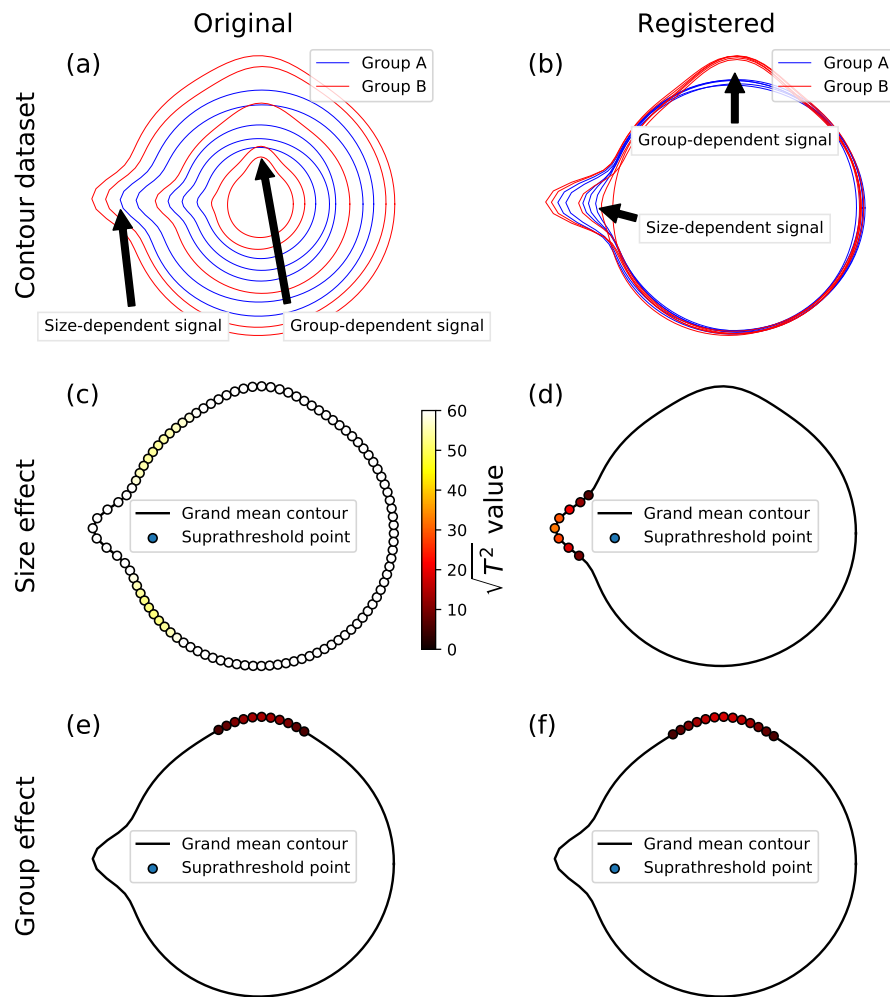 Original
Registered
Contour dataset
(a)
Group A
Group B
Size-dependent signal
Group-dependent signal
(b)
Group A
Group B
Group-dependent signal
Size-dependent signal
Size effect
(c)
Grand mean contour
Suprathreshold point
60
50
40
30
20
10
0
√T² value
(d)
Grand mean contour
Suprathreshold point
Group effect
(e)
Grand mean contour
Suprathreshold point
(f)
Grand mean contour
Suprathreshold point